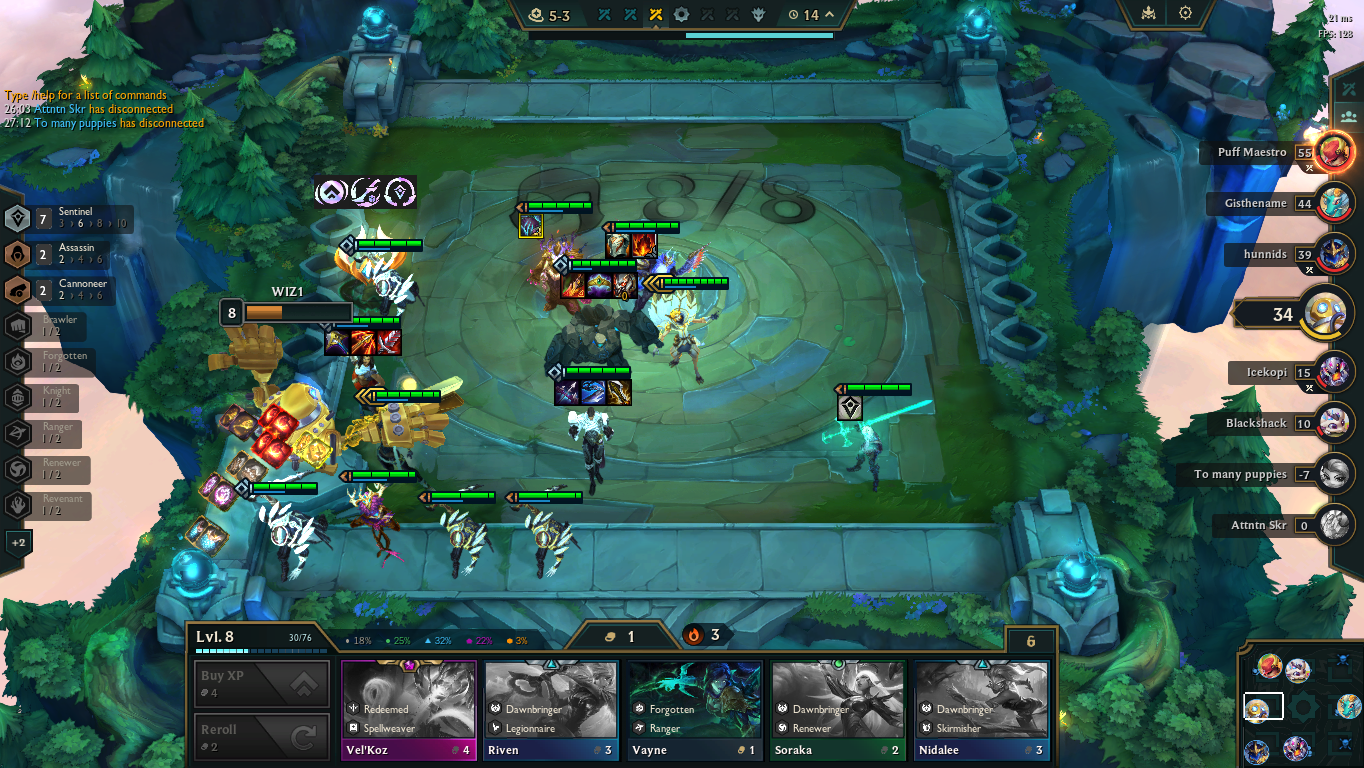 5-3
14
21 ms
FPS: 128
Type /help for a list of commands
26:03 Attntn Skr has disconnected
27:12 To many puppies has disconnected
8/8
Puff Maestro 55
Gisthename 44
hunnids 39
34
Icekopi 15
Blackshack 10
To many puppies -7
Attntn Skr 0
7 Sentinel
3 › 6 › 8 › 10
2 Assassin
2 › 4 › 6
2 Cannoneer
2 › 4 › 6
Brawler
1 / 2
Forgotten
1 / 2
Knight
1 / 2
Ranger
1 / 2
Renewer
1 / 2
Revenant
1 / 2
+2
WIZ1
8
0
Lvl. 8 30/76
18% 25% 32% 22% 3%
1
3
6
Buy XP
4
Reroll
2
Redeemed
Spellweaver
Vel'Koz 4
Dawnbringer
Legionnaire
Riven 3
Forgotten
Ranger
Vayne 1
Dawnbringer
Renewer
Soraka 2
Dawnbringer
Skirmisher
Nidalee 3